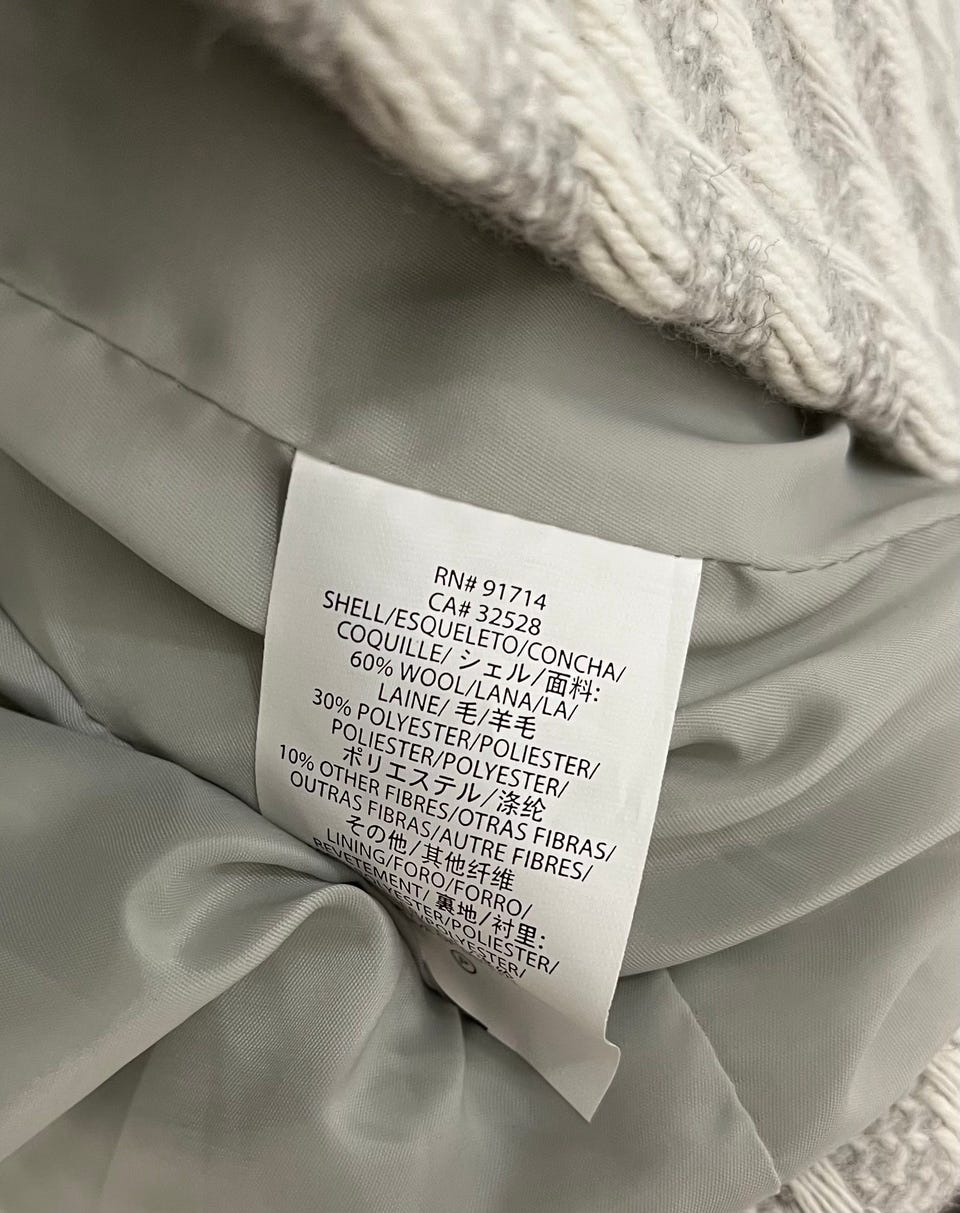 RN# 91714
CA# 32528
SHELL/ESQUELETO/CONCHA/
COQUILLE/ シェル/面料:
60% WOOL/LANA/LA/
LAINE/ 毛/羊毛
30% POLYESTER/POLIESTER/
POLIESTER/POLYESTER/
ポリエステル/涤纶
10% OTHER FIBRES/OTRAS FIBRAS/
OUTRAS FIBRAS/AUTRE FIBRES/
その他/其他纤维
LINING/FORO/FORRO/
REVETEMENT/ 裏地/衬里:
/POLIESTER/
/POLYESTER/